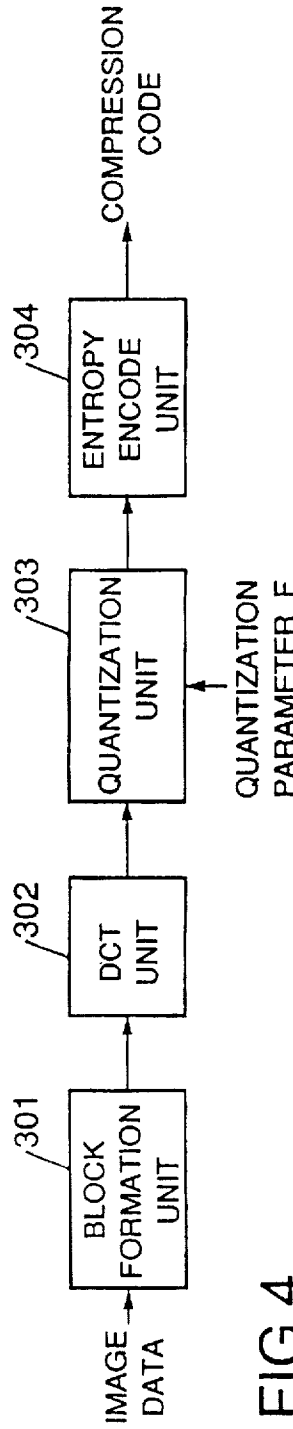 IMAGE
DATA
301
BLOCK
FORMATION
UNIT
302
DCT
UNIT
303
QUANTIZATION
UNIT
QUANTIZATION
PARAMETER F
304
ENTROPY
ENCODE
UNIT
COMPRESSION
CODE
FIG.4